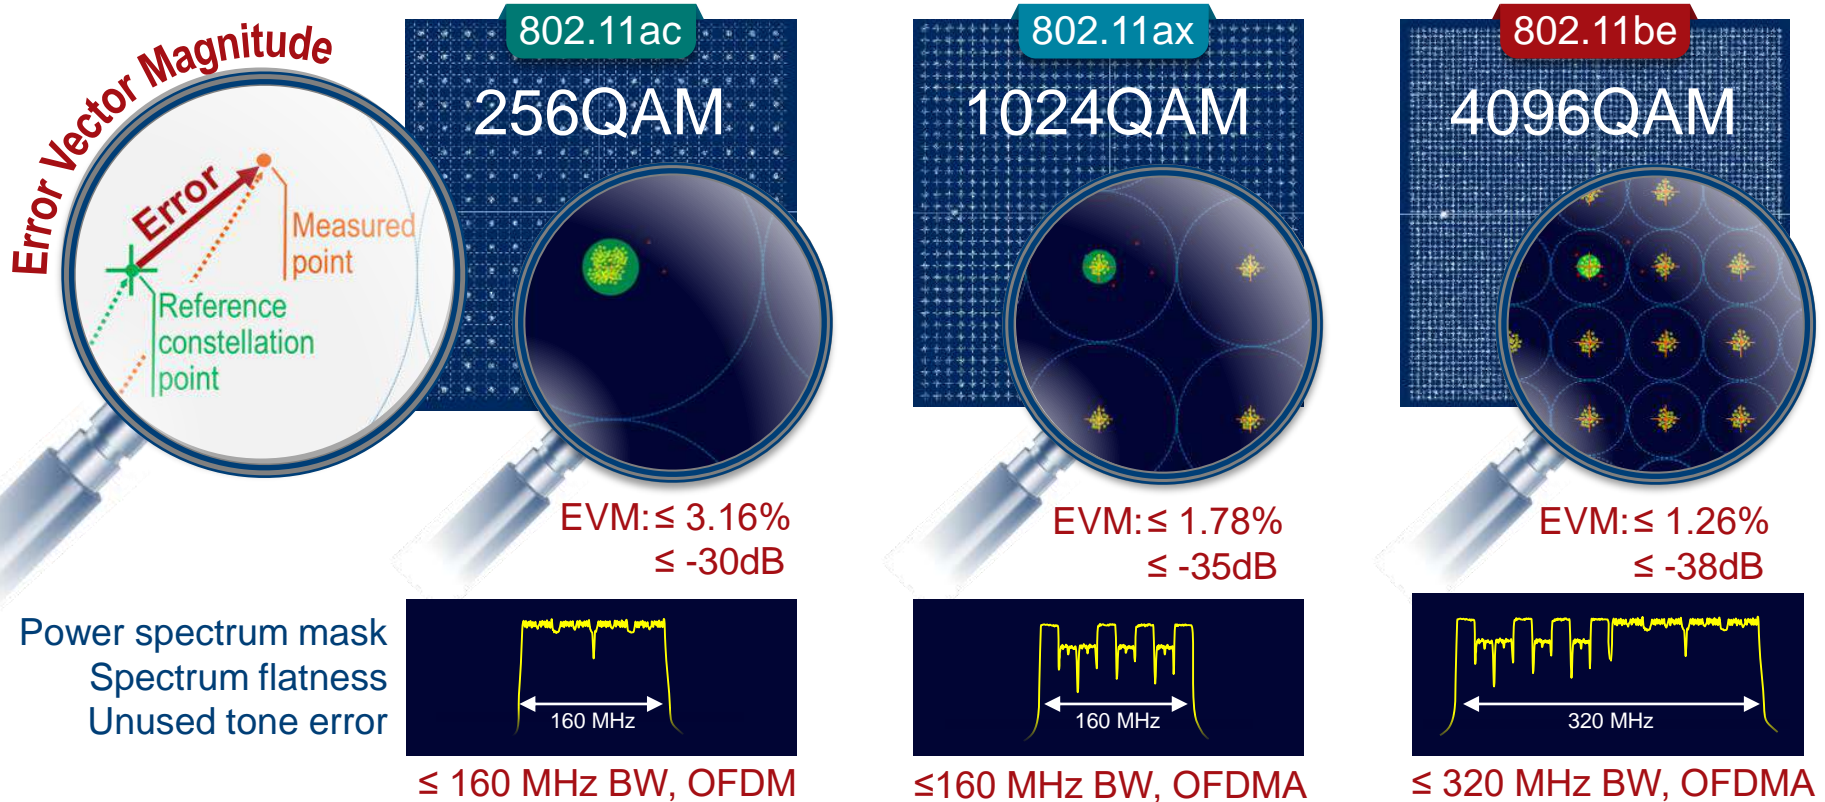 Error Vector Magnitude
Error
Measured
point
Reference
constellation
point
802.11ac
256QAM
EVM: ≤ 3.16%
≤ -30dB
802.11ax
1024QAM
EVM: ≤ 1.78%
≤ -35dB
802.11be
4096QAM
EVM: ≤ 1.26%
≤ -38dB
Power spectrum mask
Spectrum flatness
Unused tone error
160 MHz
≤ 160 MHz BW, OFDM
160 MHz
≤160 MHz BW, OFDMA
320 MHz
≤ 320 MHz BW, OFDMA